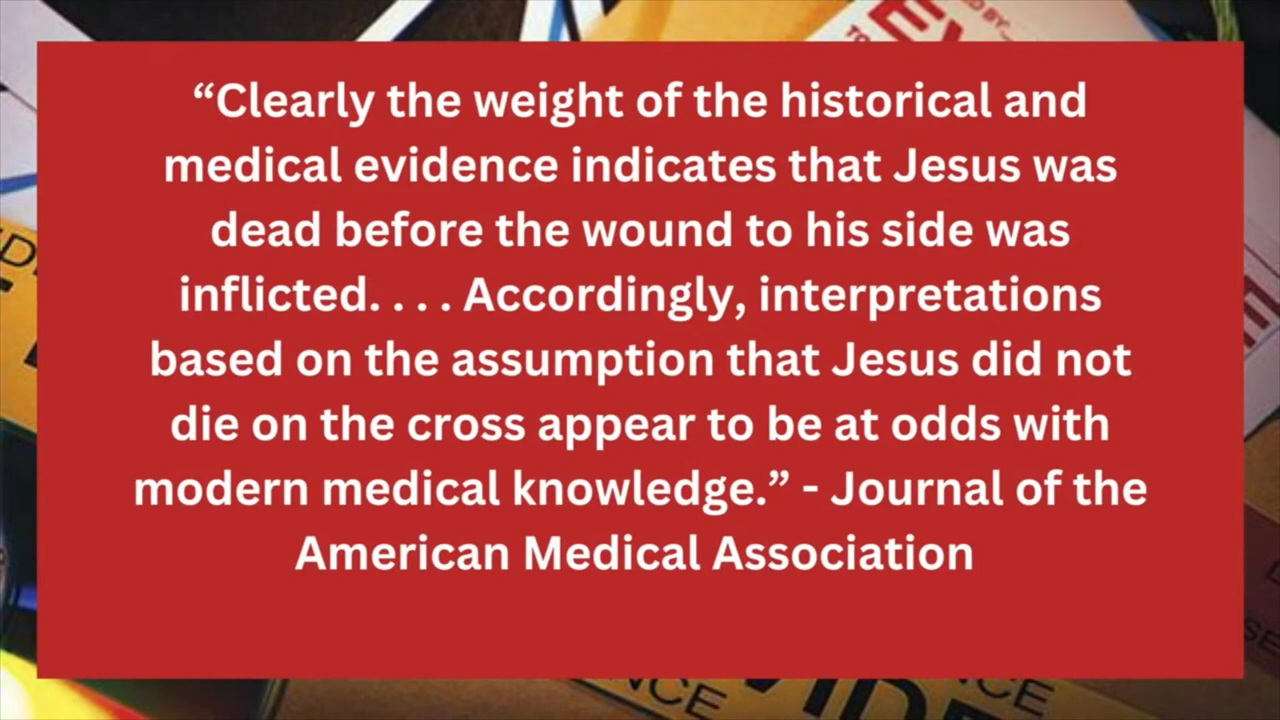 “Clearly the weight of the historical and
medical evidence indicates that Jesus was
dead before the wound to his side was
inflicted. . . . Accordingly, interpretations
based on the assumption that Jesus did not
die on the cross appear to be at odds with
modern medical knowledge.” - Journal of the
American Medical Association